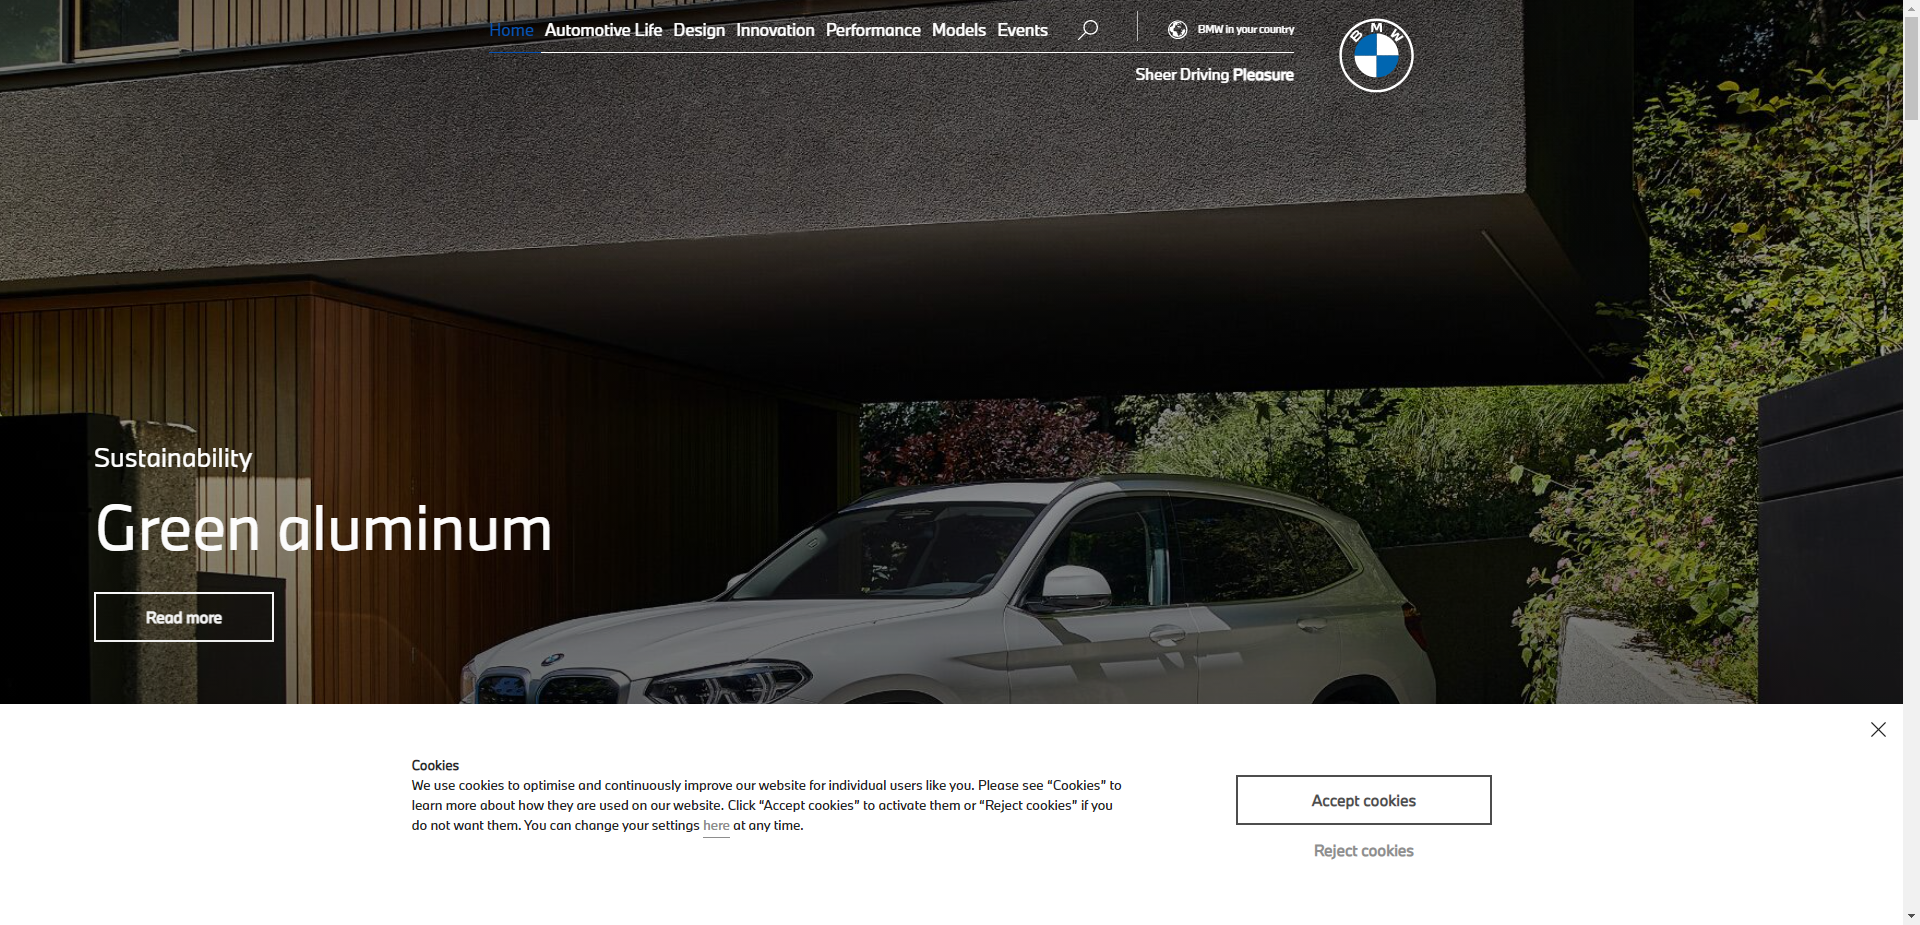 Home Automotive Life Design Innovation Performance Models Events
BMW in your country
BMW
Sheer Driving Pleasure
Sustainability
Green aluminum
Read more
Cookies
We use cookies to optimise and continuously improve our website for individual users like you. Please see “Cookies” to
learn more about how they are used on our website. Click “Accept cookies” to activate them or “Reject cookies” if you
do not want them. You can change your settings here at any time.
Accept cookies
Reject cookies